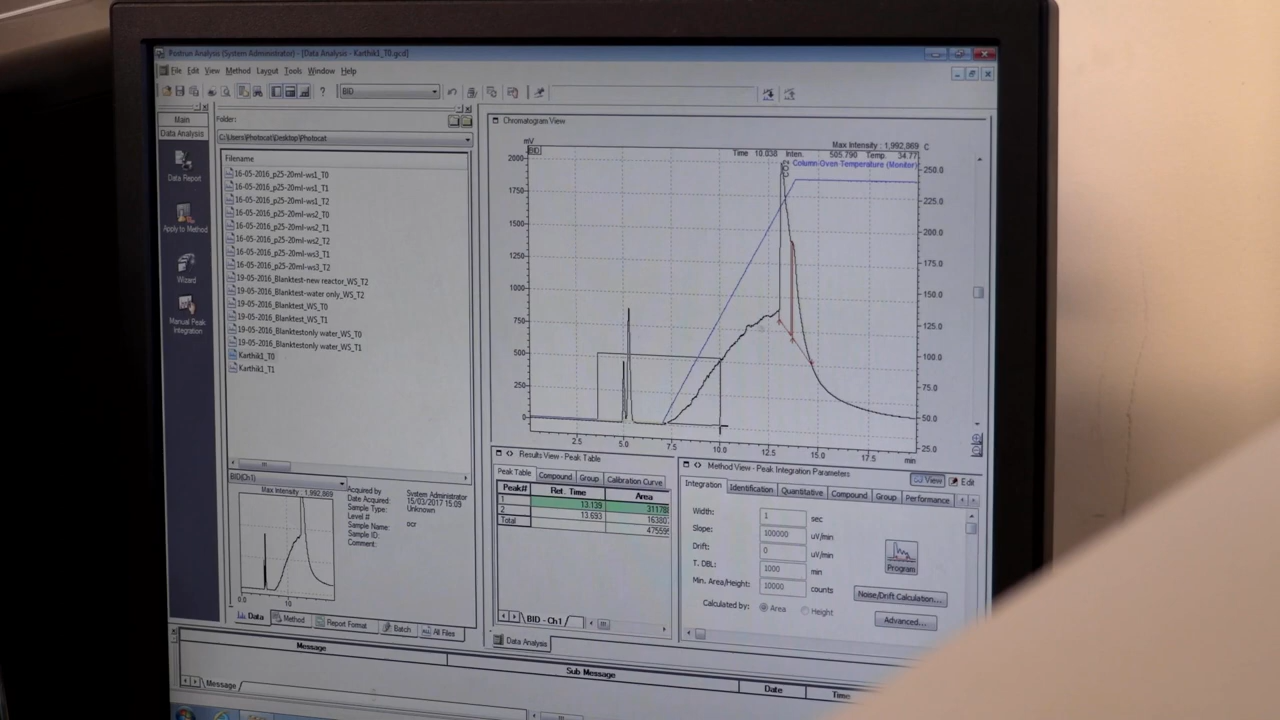 Postrun Analysis (System Administrator) - [Data Analysis - Karthik1_T0.gcd]
File Edit View Method Layout Tools Window Help
BID
Main
Data Analysis
Data Report
Apply to Method
Wizard
Manual Peak Integration
Folder:
C:\Users\Photocat\Desktop\Photocat
Filename
16-05-2016_p25-20ml-ws1_T0
16-05-2016_p25-20ml-ws1_T1
16-05-2016_p25-20ml-ws1_T2
16-05-2016_p25-20ml-ws2_T0
16-05-2016_p25-20ml-ws2_T1
16-05-2016_p25-20ml-ws2_T2
16-05-2016_p25-20ml-ws3_T1
16-05-2016_p25-20ml-ws3_T2
19-05-2016_Blanktest-new reactor_WS_T2
19-05-2016_Blanktest-water only_WS_T2
19-05-2016_Blanktest_WS_T0
19-05-2016_Blanktest_WS_T1
19-05-2016_Blanktestonly water_WS_T0
19-05-2016_Blanktestonly water_WS_T1
Karthik1_T0
Karthik1_T1
BID(Ch1)
Max Intensity : 1,992,869
0.0 10
Acquired by System Administrator
Date Acquired: 15/03/2017 15:09
Sample Type: Unknown
Level #
Sample Name: ocr
Sample ID:
Comment:
Data Method Report Format Batch All Files
Chromatogram View
mV
BID
Max Intensity : 1,992,869 C
Time 10.038 Inten. 505.790 Temp. 34.77
Column-Oven Temperature (Monitor)
2000
1750
1500
1250
1000
750
500
250
0
250.0
225.0
200.0
175.0
150.0
125.0
100.0
75.0
50.0
25.0
2.5 5.0 7.5 10.0 12.5 15.0 17.5 min
Results View - Peak Table
Peak Table Compound Group Calibration Curve
Peak# Ret. Time Area
1 13.139 311788
2 13.693 163807
Total 475595
BID - Ch1
Data Analysis
Method View - Peak Integration Parameters
View Edit
Integration Identification Quantitative Compound Group Performance
Width: 1 sec
Slope: 100000 uV/min
Drift: 0 uV/min
T. DBL: 1000 min
Min. Area/Height: 10000 counts
Calculated by: Area Height
Program
Noise/Drift Calculation...
Advanced...
Message Sub Message Date Time
Message